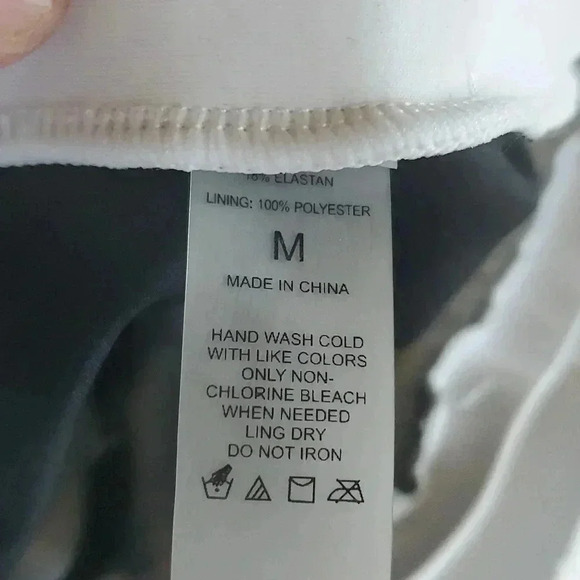 18% ELASTAN
LINING: 100% POLYESTER
M
MADE IN CHINA
HAND WASH COLD
WITH LIKE COLORS
ONLY NON-
CHLORINE BLEACH
WHEN NEEDED
LING DRY
DO NOT IRON